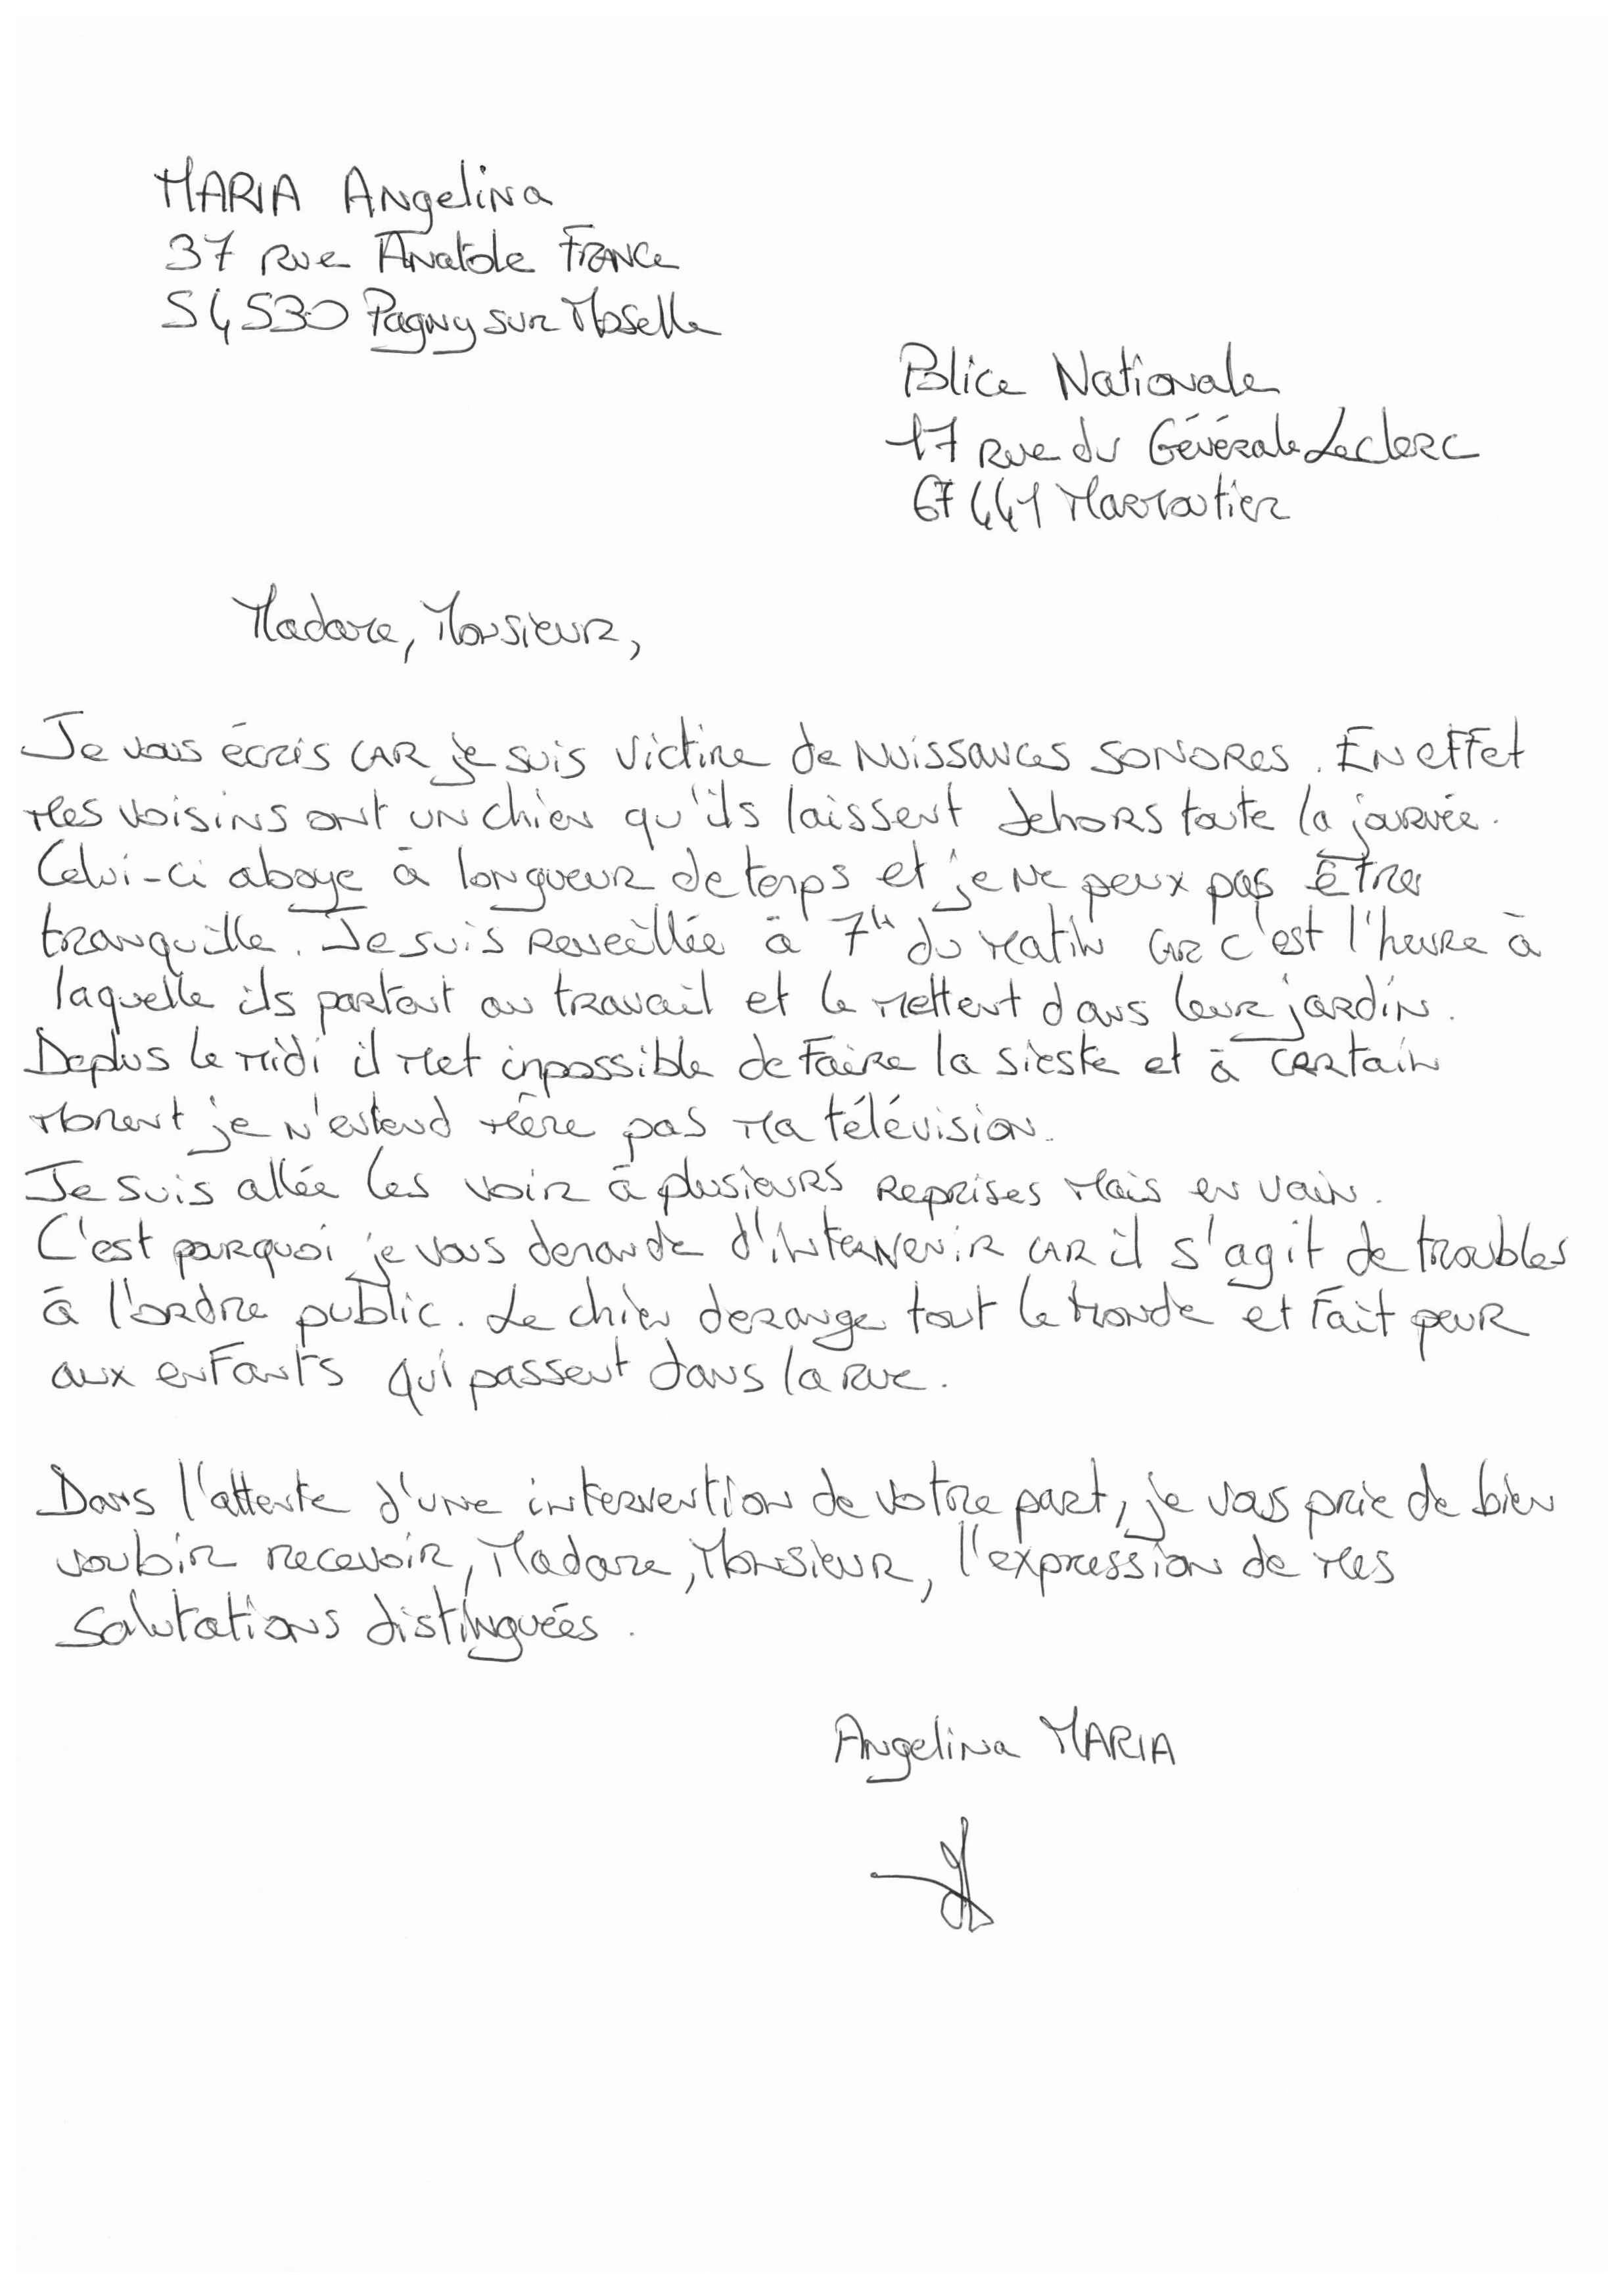 MARIA Angelina
37 rue Anatole France
54530 Pagny sur Moselle
Police Nationale
17 rue du Générale Leclerc
67441 Marmoutier
Madame, Monsieur,
Je vous écris car je suis victime de nuissances sonores. En effet
mes voisins ont un chien qu'ils laissent dehors toute la journée.
Celui-ci aboye à longueur de temps et je ne peux pas être
tranquille. Je suis reveillée à 7h du matin car c'est l'heure à
laquelle ils partent au travail et le mettent dans leur jardin.
Deplus le midi il met impossible de faire la sieste et à certain
moment je n'entend même pas ma télévision.
Je suis allée les voir à plusieurs reprises mais en vain.
C'est pourquoi je vous demande d'intervenir car il s'agit de troubles
à l'ordre public. Le chien derange tout le monde et fait peur
aux enfants qui passent dans la rue.
Dans l'attente d'une intervention de votre part, je vous prie de bien
vouloir recevoir, Madame, Monsieur, l'expression de mes
salutations distinguées.
Angelina MARIA